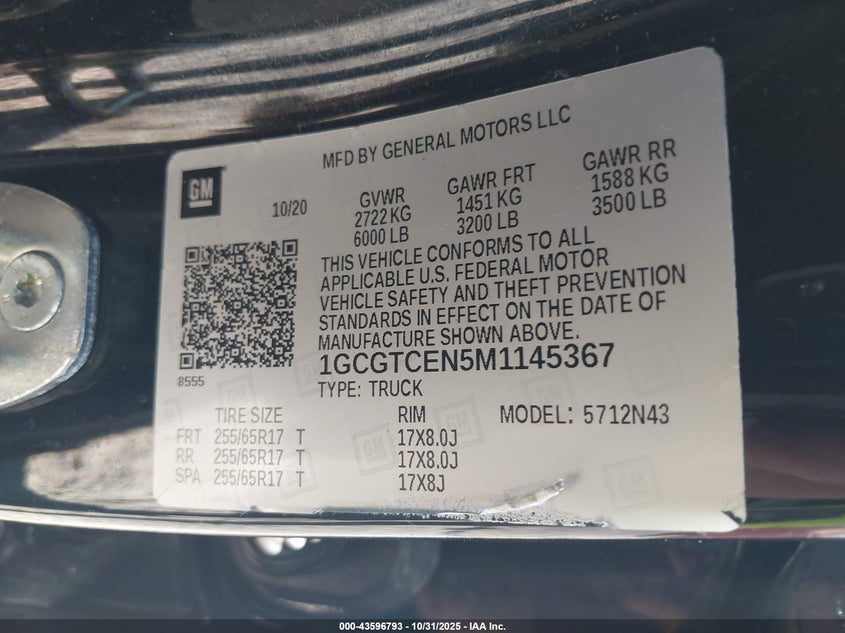 MFD BY GENERAL MOTORS LLC
GM
10/20
GVWR
2722 KG
6000 LB
GAWR FRT
1451 KG
3200 LB
GAWR RR
1588 KG
3500 LB
THIS VEHICLE CONFORMS TO ALL
APPLICABLE U.S. FEDERAL MOTOR
VEHICLE SAFETY AND THEFT PREVENTION
STANDARDS IN EFFECT ON THE DATE OF
MANUFACTURE SHOWN ABOVE.
8555
1GCGTCEN5M1145367
TYPE: TRUCK
TIRE SIZE RIM MODEL: 5712N43
FRT 255/65R17 T 17X8.0J
RR 255/65R17 T 17X8.0J
SPA 255/65R17 T 17X8J
000-43596793 - 10/31/2025 - IAA Inc.